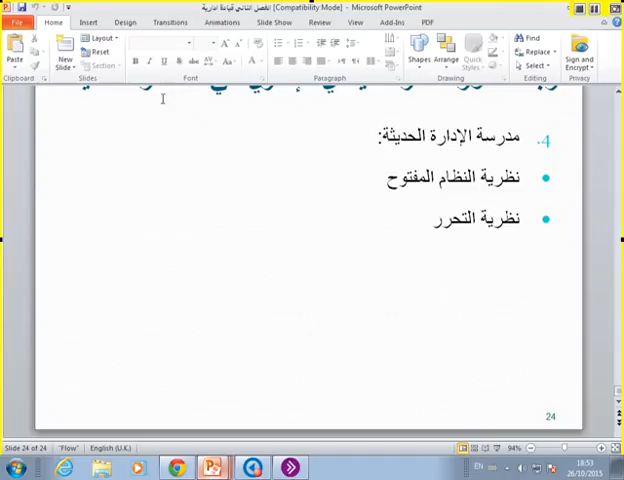 الفصل الثاني قيادة ادارية [Compatibility Mode] - Microsoft PowerPoint
File Home Insert Design Transitions Animations Slide Show Review View Add-Ins PDF
Paste
Clipboard
New Slide
Layout
Reset
Section
Slides
Font
Paragraph
Shapes
Arrange
Quick Styles
Drawing
Find
Replace
Select
Editing
Sign and Encrypt
Privacy
4. مدرسة الإدارة الحديثة:
• نظرية النظام المفتوح
• نظرية التحرر
24
Slide 24 of 24 "Flow" English (U.K.) 94%
EN 18:53
26/10/2015